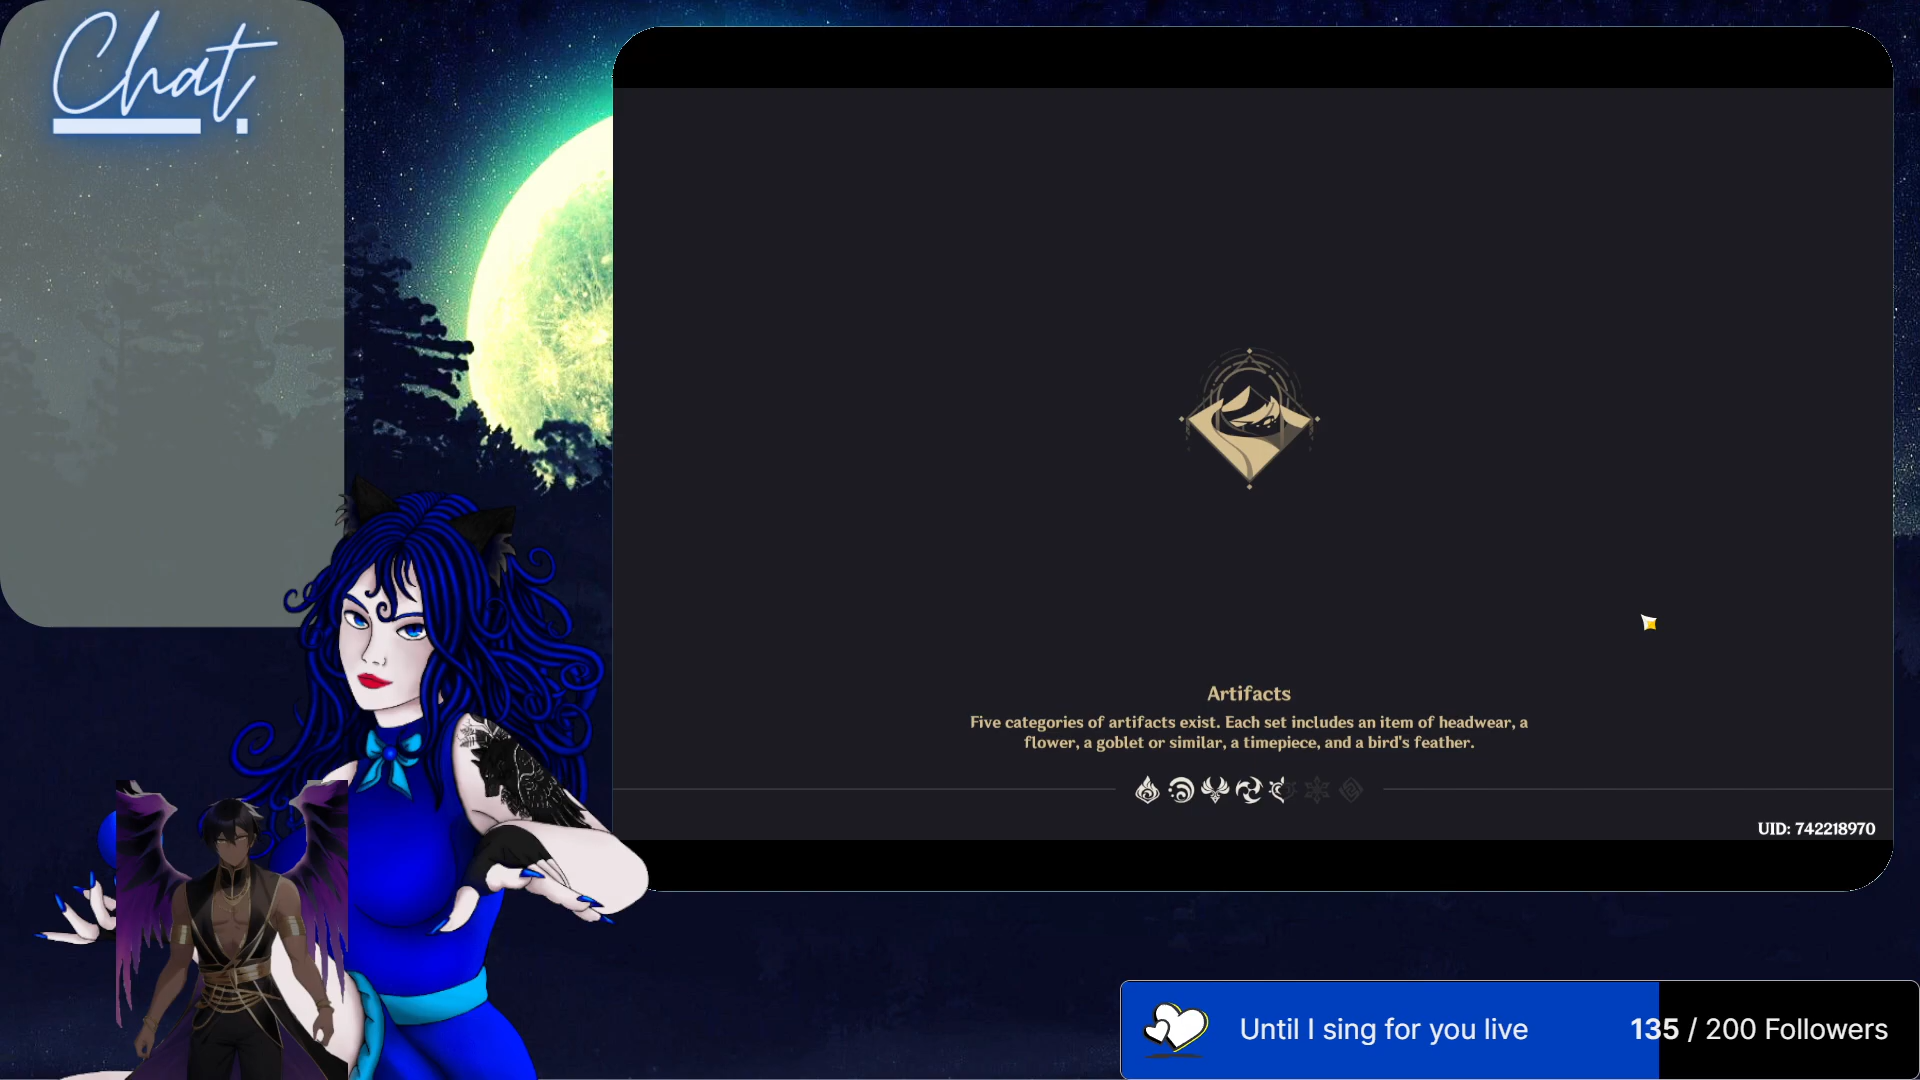 Chat
Artifacts
Five categories of artifacts exist. Each set includes an item of headwear, a
flower, a goblet or similar, a timepiece, and a bird's feather.
UID: 742218970
Until I sing for you live
135 / 200 Followers